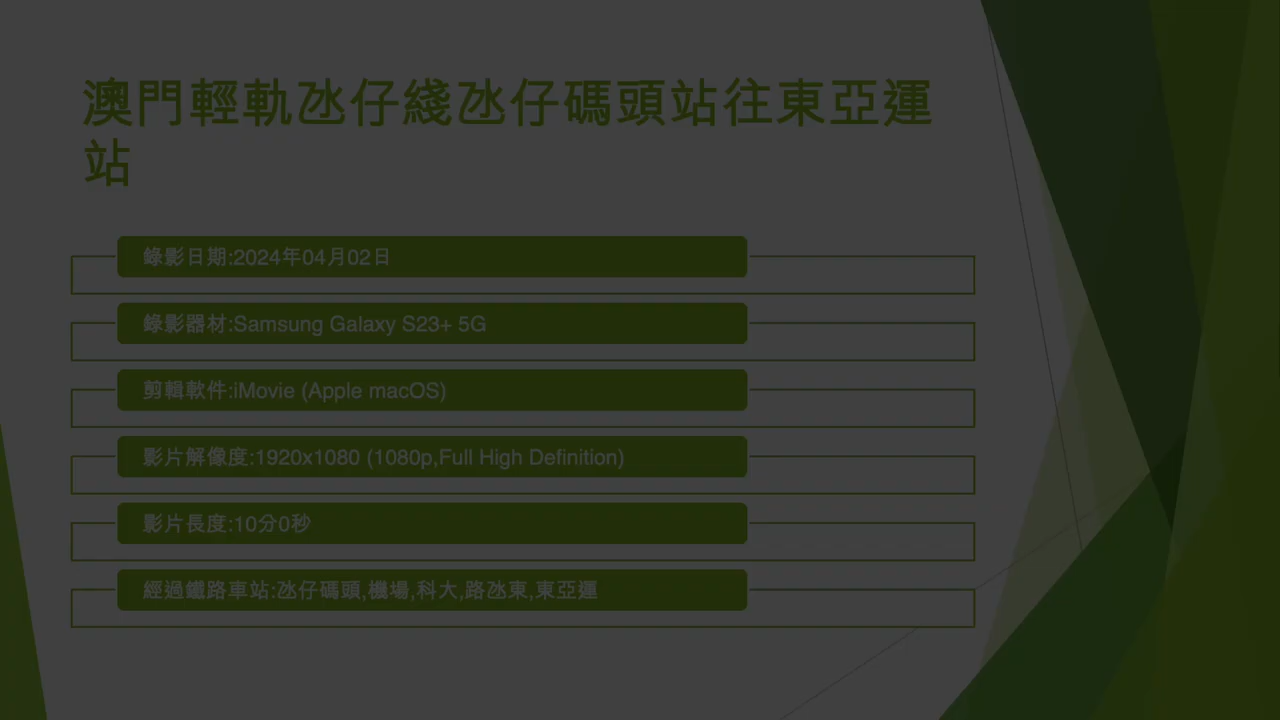 澳門輕軌氹仔綫氹仔碼頭站往東亞運
站
錄影日期:2024年04月02日
錄影器材:Samsung Galaxy S23+ 5G
剪輯軟件:iMovie (Apple macOS)
影片解像度:1920x1080 (1080p,Full High Definition)
影片長度:10分0秒
經過鐵路車站:氹仔碼頭,機場,科大,路氹東,東亞運